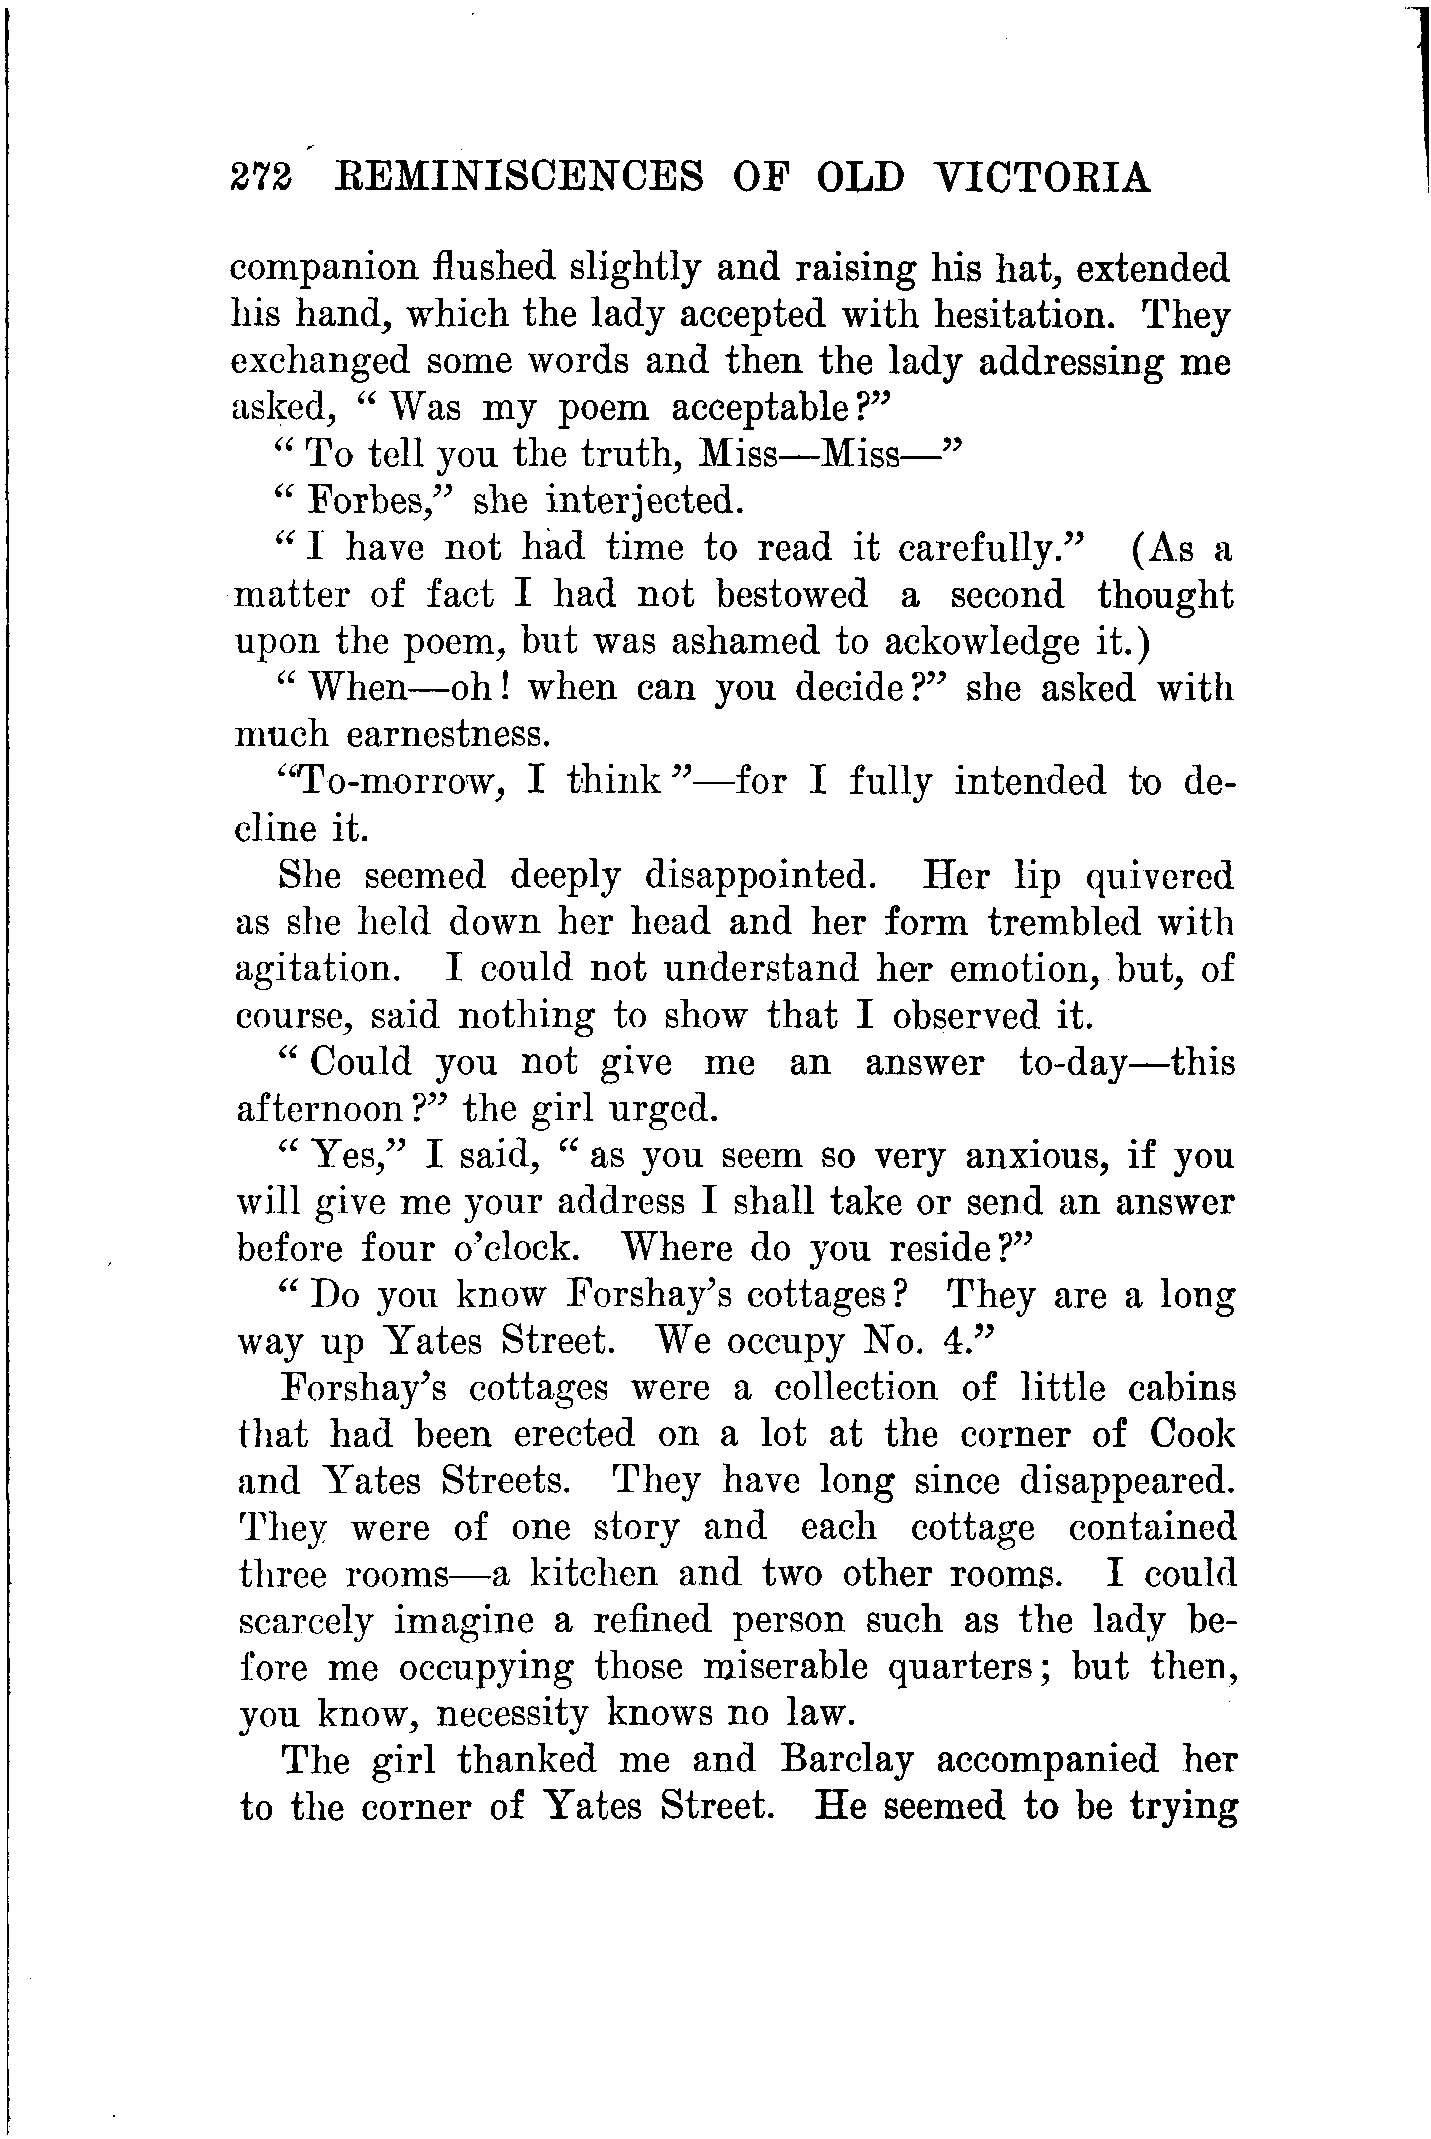 272 REMINISCENCES OF OLD VICTORIA
companion flushed slightly and raising his hat, extended
his hand, which the lady accepted with hesitation. They
exchanged some words and then the lady addressing me
asked, “ Was my poem acceptable?”
“ To tell you the truth, Miss—Miss—”
“ Forbes,” she interjected.
“ I have not had time to read it carefully.” (As a
matter of fact I had not bestowed a second thought
upon the poem, but was ashamed to ackowledge it.)
“ When—oh! when can you decide?” she asked with
much earnestness.
“To-morrow, I think ”—for I fully intended to de-
cline it.
She seemed deeply disappointed. Her lip quivered
as she held down her head and her form trembled with
agitation. I could not understand her emotion, but, of
course, said nothing to show that I observed it.
“ Could you not give me an answer to-day—this
afternoon?” the girl urged.
“ Yes,” I said, “ as you seem so very anxious, if you
will give me your address I shall take or send an answer
before four o’clock. Where do you reside?”
“ Do you know Forshay’s cottages? They are a long
way up Yates Street. We occupy No. 4.”
Forshay’s cottages were a collection of little cabins
that had been erected on a lot at the corner of Cook
and Yates Streets. They have long since disappeared.
They were of one story and each cottage contained
three rooms—a kitchen and two other rooms. I could
scarcely imagine a refined person such as the lady be-
fore me occupying those miserable quarters; but then,
you know, necessity knows no law.
The girl thanked me and Barclay accompanied her
to the corner of Yates Street. He seemed to be trying